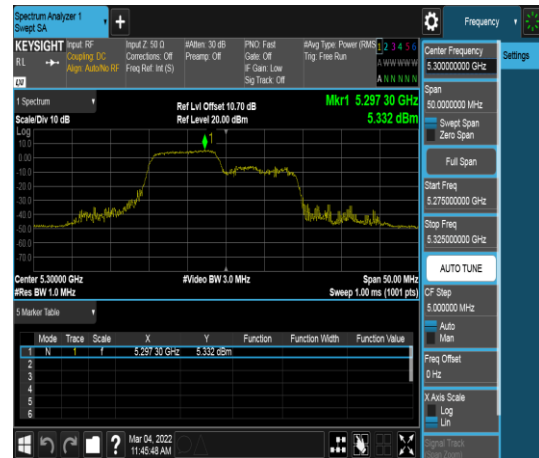 Spectrum Analyzer 1
Swept SA
+
Frequency
KEYSIGHT
RL
Input: RF
Coupling: DC
Align: Auto/No RF
Input Z: 50 Ω
Corrections: Off
Freq Ref: Int (S)
#Atten: 30 dB
Preamp: Off
PNO: Fast
Gate: Off
IF Gain: Low
Sig Track: Off
#Avg Type: Power (RMS)
Trig: Free Run
1 2 3 4 5 6
A WW WW W
A N N N N N
LXI
1 Spectrum
Scale/Div 10 dB
Ref Lvl Offset 10.70 dB
Ref Level 20.00 dBm
Mkr1 5.297 30 GHz
5.332 dBm
Log
1
10.0
0.00
-10.0
-20.0
-30.0
-40.0
-50.0
-60.0
-70.0
Center 5.30000 GHz
#Res BW 1.0 MHz
#Video BW 3.0 MHz
Span 50.00 MHz
Sweep 1.00 ms (1001 pts)
5 Marker Table
Mode Trace Scale X Y Function Function Width Function Value
1 N 1 f 5.297 30 GHz 5.332 dBm
2
3
4
5
6
Mar 04, 2022
11:45:48 AM
?
Center Frequency
5.300000000 GHz
Settings
Span
50.0000000 MHz
Swept Span
Zero Span
Full Span
Start Freq
5.275000000 GHz
Stop Freq
5.325000000 GHz
AUTO TUNE
CF Step
5.000000 MHz
Auto
Man
Freq Offset
0 Hz
X Axis Scale
Log
Lin
Signal Track
(Span Zoom)